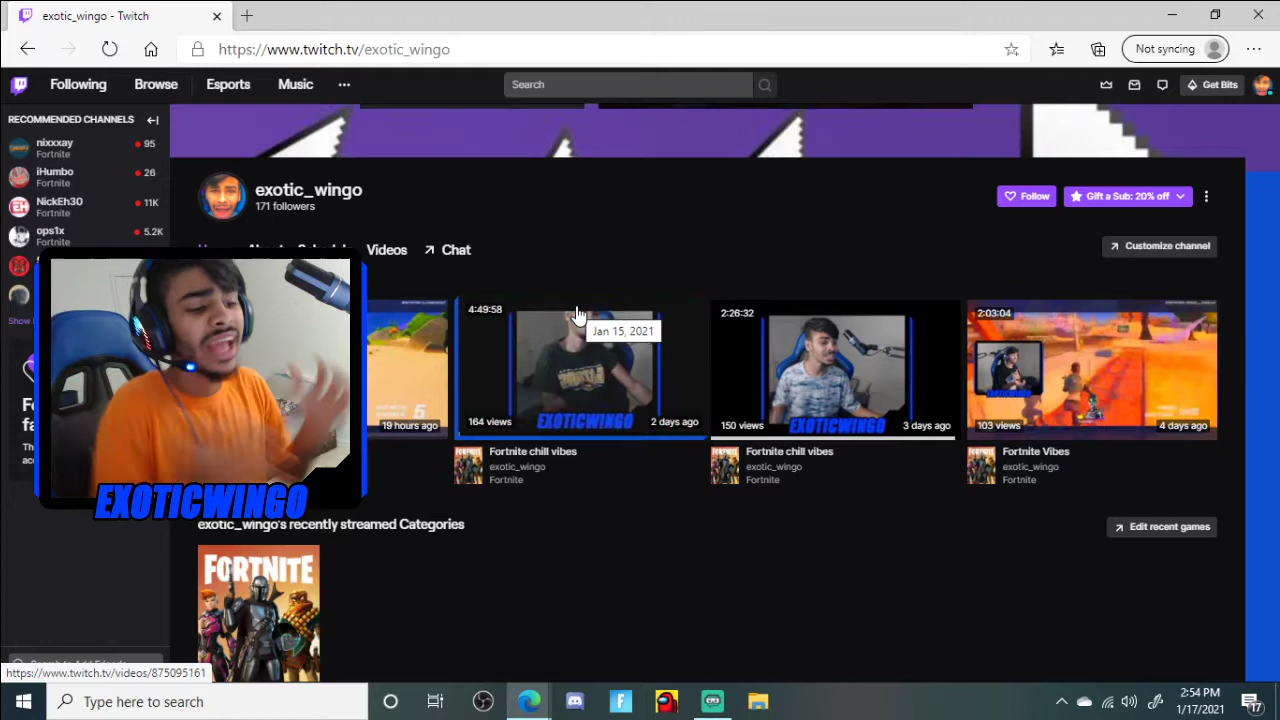 exotic_wingo - Twitch
https://www.twitch.tv/exotic_wingo
Not syncing
Following
Browse
Esports
Music
Search
Get Bits
RECOMMENDED CHANNELS
nixxxay
95
Fortnite
iHumbo
26
Fortnite
NickEh30
11K
Fortnite
ops1x
5.2K
Fortnite
Show
exotic_wingo
171 followers
Follow
Gift a Sub: 20% off
Videos
Chat
Customize channel
19 hours ago
4:49:58
Jan 15, 2021
EXOTICWINGO
164 views
2 days ago
Fortnite chill vibes
exotic_wingo
Fortnite
2:26:32
EXOTICWINGO
150 views
3 days ago
Fortnite chill vibes
exotic_wingo
Fortnite
2:03:04
EXOTICWINGO
103 views
4 days ago
Fortnite Vibes
exotic_wingo
Fortnite
EXOTICWINGO
exotic_wingo's recently streamed Categories
Edit recent games
FORTNITE
https://www.twitch.tv/videos/875095161
Type here to search
2:54 PM
1/17/2021
17